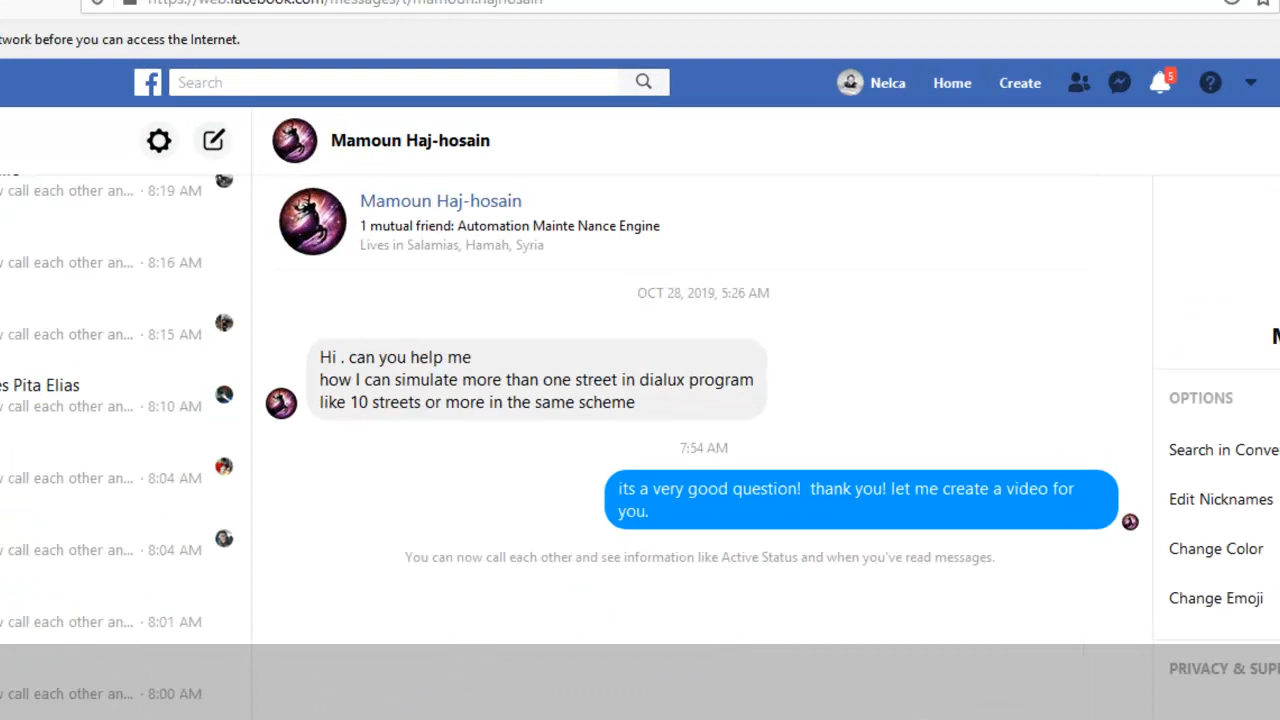 https://web.facebook.com/messages/t/mamoun.hajhosain
twork before you can access the Internet.
Search
Nelca
Home
Create
5
Mamoun Haj-hosain
Mamoun Haj-hosain
1 mutual friend: Automation Mainte Nance Engine
Lives in Salamias, Hamah, Syria
OCT 28, 2019, 5:26 AM
Hi . can you help me
how I can simulate more than one street in dialux program
like 10 streets or more in the same scheme
7:54 AM
its a very good question!  thank you! let me create a video for
you.
You can now call each other and see information like Active Status and when you've read messages.
call each other an... · 8:19 AM
call each other an... · 8:16 AM
call each other an... · 8:15 AM
es Pita Elias
call each other an... · 8:10 AM
call each other an... · 8:04 AM
call each other an... · 8:04 AM
call each other an... · 8:01 AM
call each other an... · 8:00 AM
OPTIONS
Search in Conve
Edit Nicknames
Change Color
Change Emoji
PRIVACY & SUP